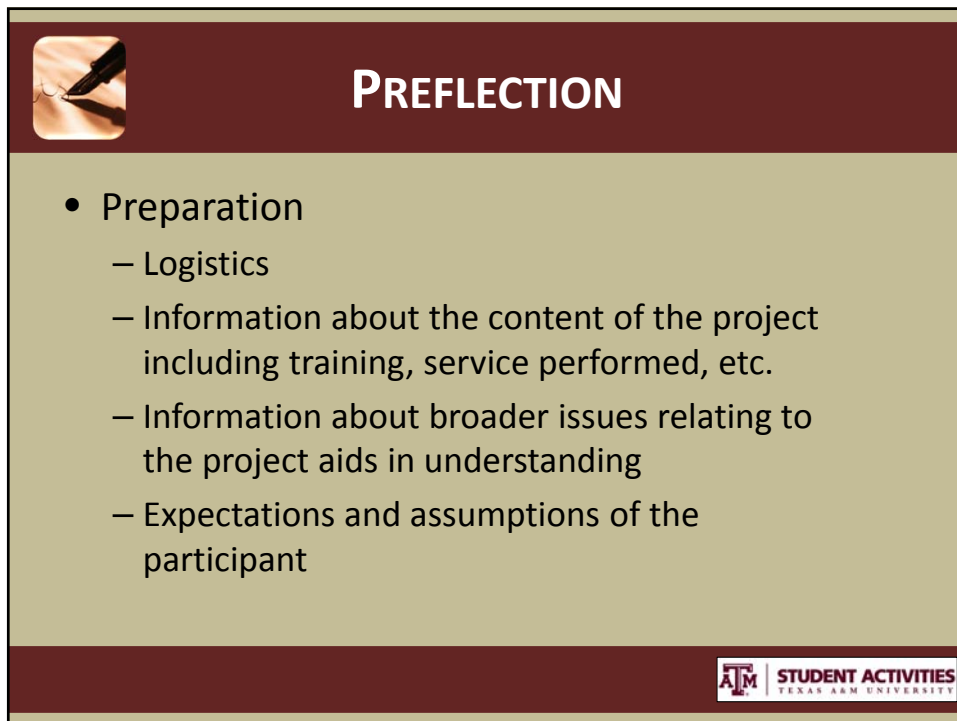 PREFLECTION
• Preparation
– Logistics
– Information about the content of the project
including training, service performed, etc.
– Information about broader issues relating to
the project aids in understanding
– Expectations and assumptions of the
participant
ĀM | STUDENT ACTIVITIES
TEXAS A&M UNIVERSITY